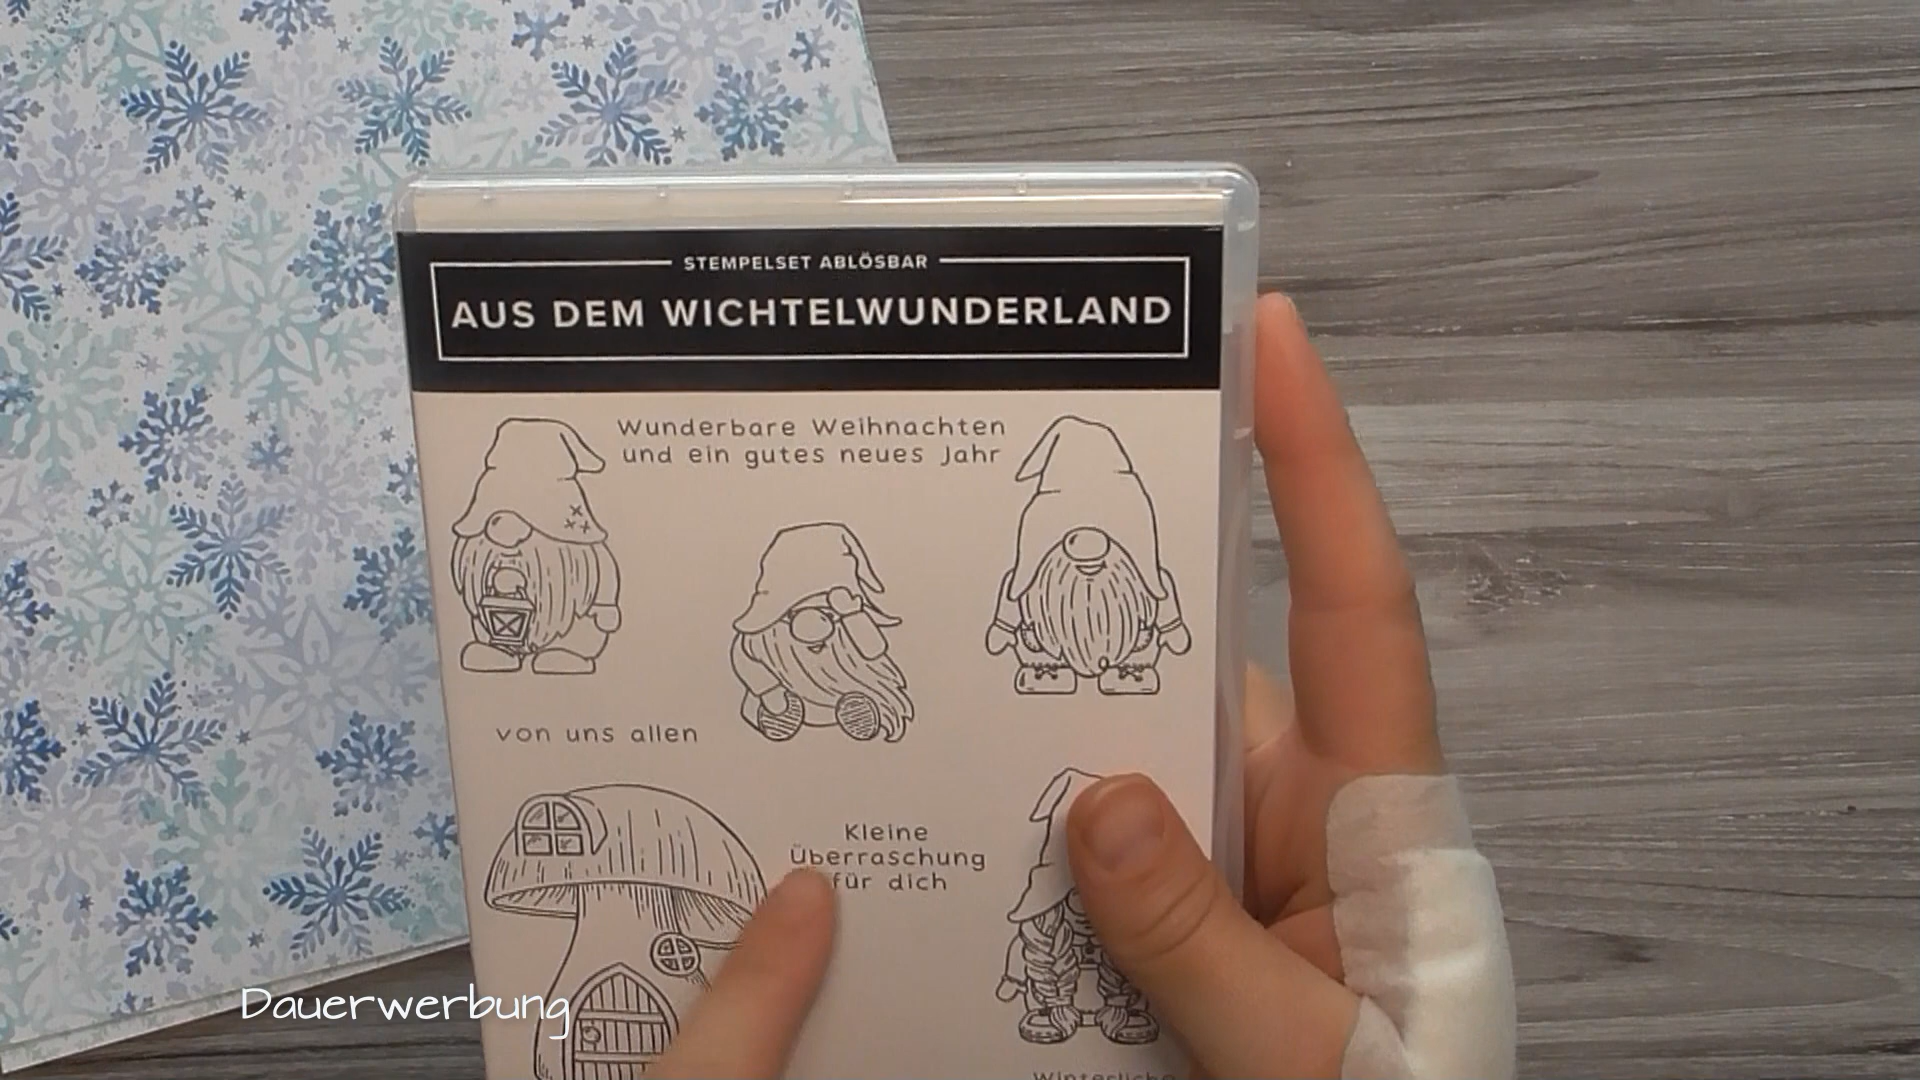 STEMPELSET ABLÖSBAR
AUS DEM WICHTELWUNDERLAND
Wunderbare Weihnachten
und ein gutes neues Jahr
von uns allen
Kleine
Überraschung
für dich
Winterliche
Dauerwerbung